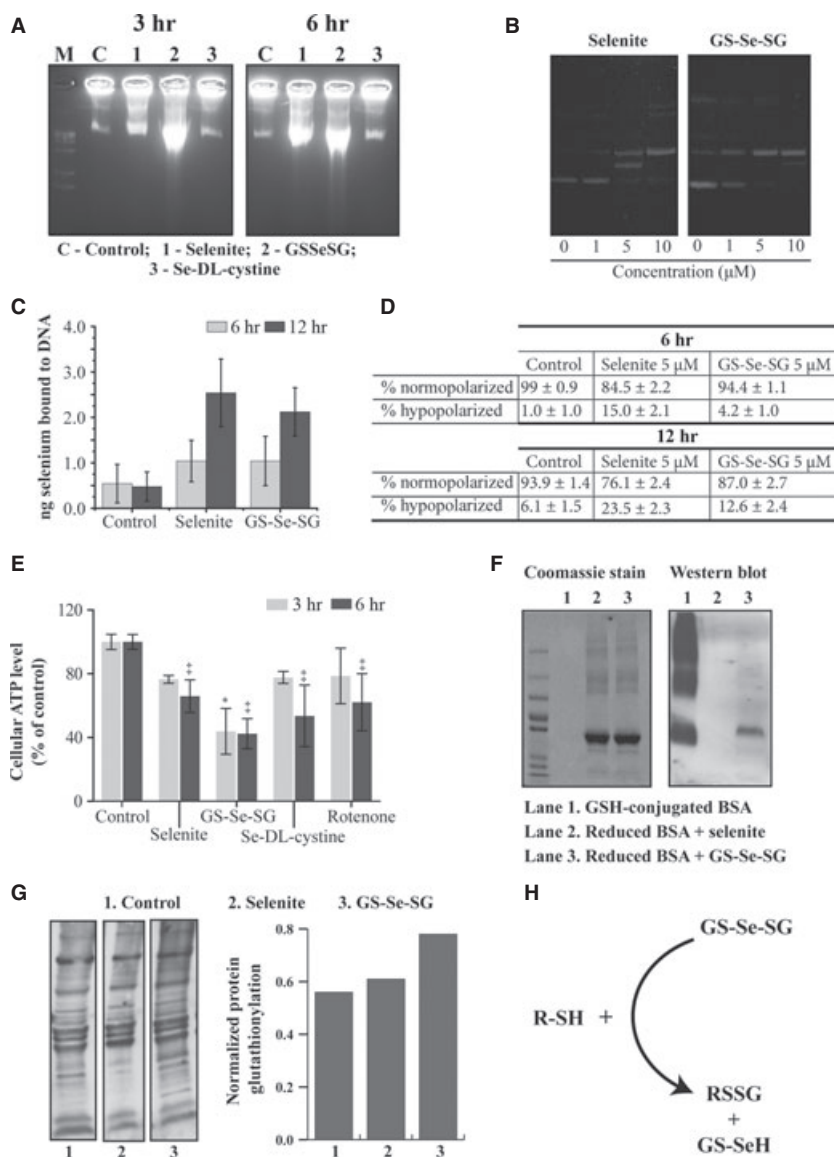 A
3 hr
6 hr
M C 1 2 3
C 1 2 3
C - Control; 1 - Selenite; 2 - GSSeSG;
3 - Se-DL-cystine
B
Selenite
GS-Se-SG
0 1 5 10
0 1 5 10
Concentration (μM)
C
6 hr
12 hr
ng selenium bound to DNA
4.0
3.0
2.0
1.0
0.0
Control
Selenite
GS-Se-SG
D
6 hr
Control Selenite 5 μM GS-Se-SG 5 μM
% normopolarized 99 ± 0.9 84.5 ± 2.2 94.4 ± 1.1
% hypopolarized 1.0 ± 1.0 15.0 ± 2.1 4.2 ± 1.0
12 hr
Control Selenite 5 μM GS-Se-SG 5 μM
% normopolarized 93.9 ± 1.4 76.1 ± 2.4 87.0 ± 2.7
% hypopolarized 6.1 ± 1.5 23.5 ± 2.3 12.6 ± 2.4
E
3 hr
6 hr
Cellular ATP level
(% of control)
120
80
40
0
Control
Selenite
GS-Se-SG
Se-DL-cystine
Rotenone
F
Coomassie stain
Western blot
1 2 3
1 2 3
Lane 1. GSH-conjugated BSA
Lane 2. Reduced BSA + selenite
Lane 3. Reduced BSA + GS-Se-SG
G
1. Control
2. Selenite
3. GS-Se-SG
1
2
3
Normalized protein
glutathionylation
0.8
0.6
0.4
0.2
0
1
2
3
H
GS-Se-SG
R-SH +
RSSG
+
GS-SeH